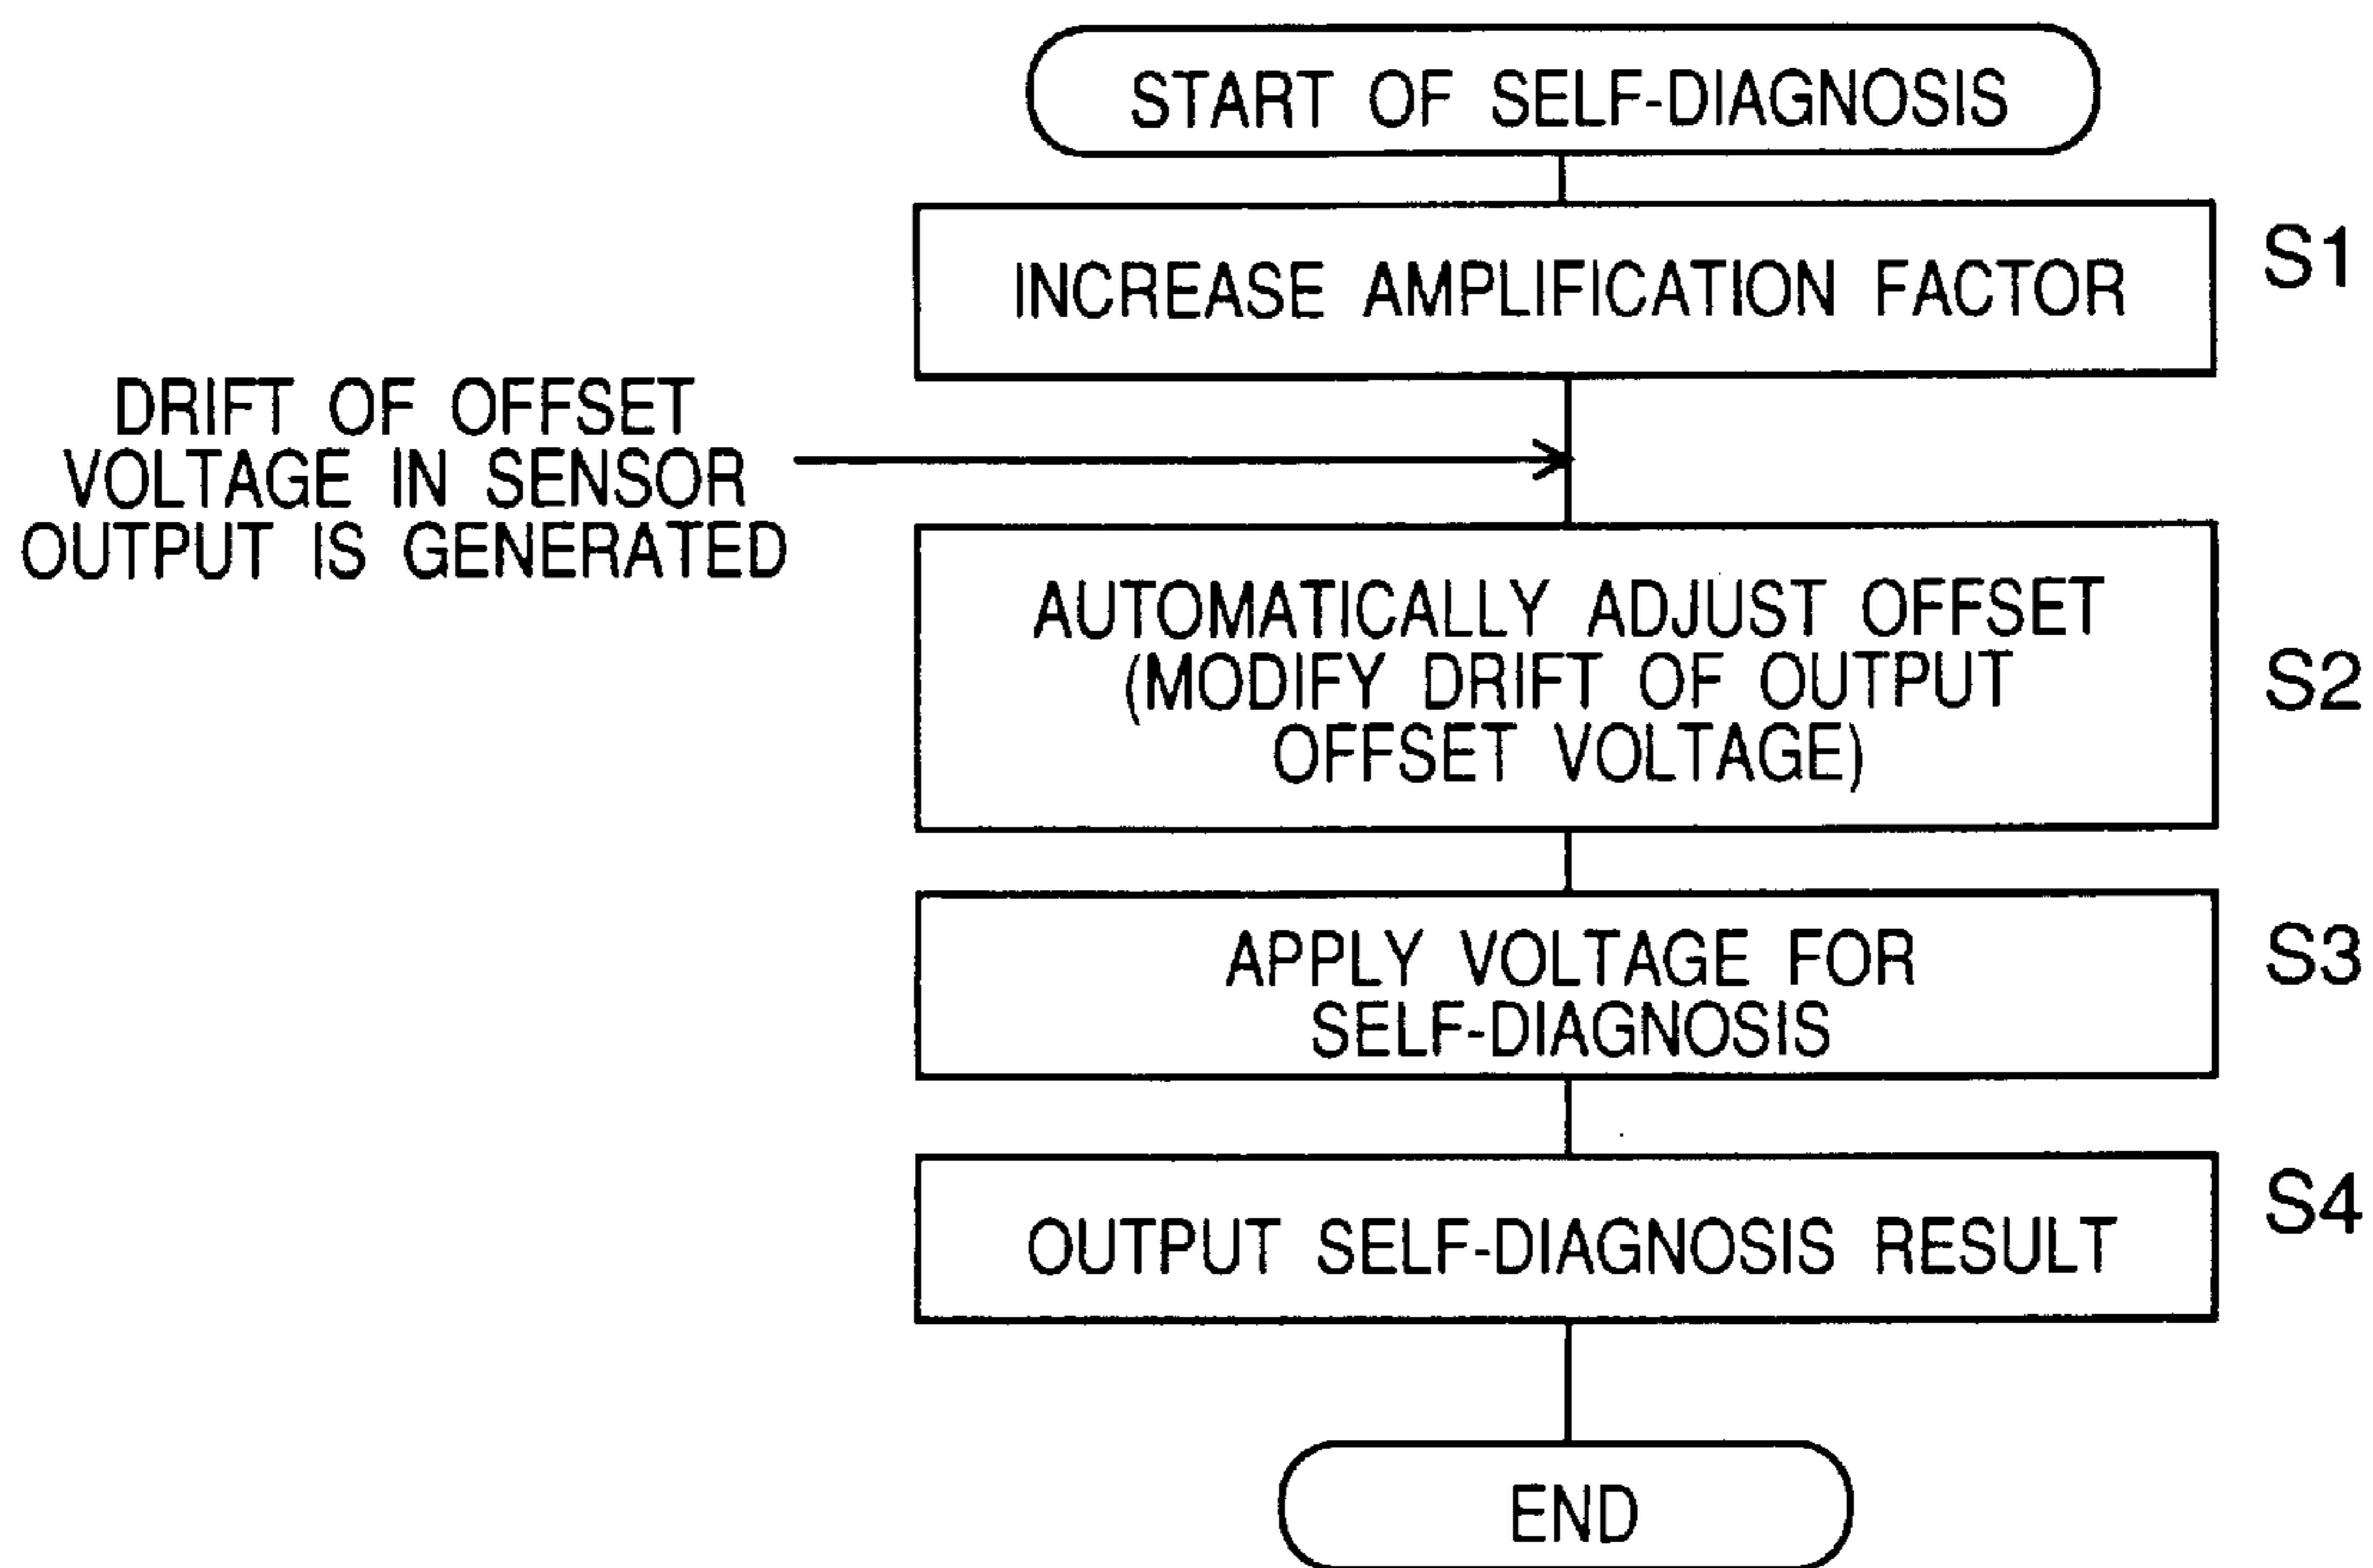 START OF SELF-DIAGNOSIS
INCREASE AMPLIFICATION FACTOR
S1
DRIFT OF OFFSET
VOLTAGE IN SENSOR
OUTPUT IS GENERATED
AUTOMATICALLY ADJUST OFFSET
(MODIFY DRIFT OF OUTPUT
OFFSET VOLTAGE)
S2
APPLY VOLTAGE FOR
SELF-DIAGNOSIS
S3
OUTPUT SELF-DIAGNOSIS RESULT
S4
END